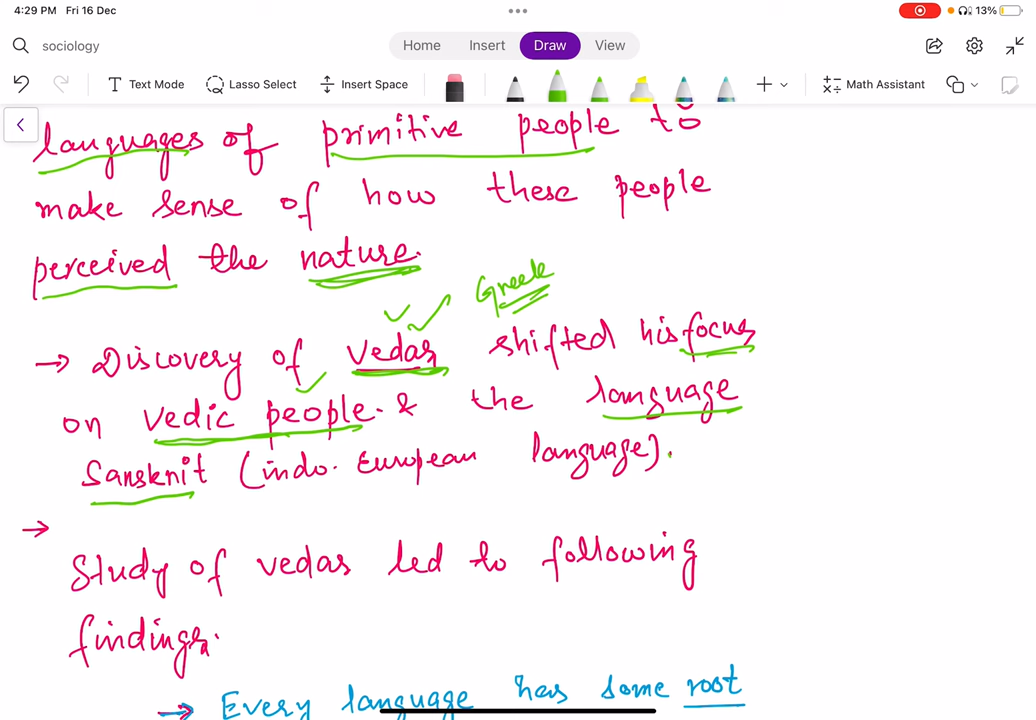 4:29 PM Fri 16 Dec
13%
sociology
Home Insert Draw View
Text Mode Lasso Select Insert Space Math Assistant
languages of primitive people to
make sense of how these people
perceived the nature.
Greek
→ Discovery of vedas shifted his focus
on vedic people. & the language
Sanskrit (indo. European language).
→
Study of vedas led to following
findings.
→ Every language has some root